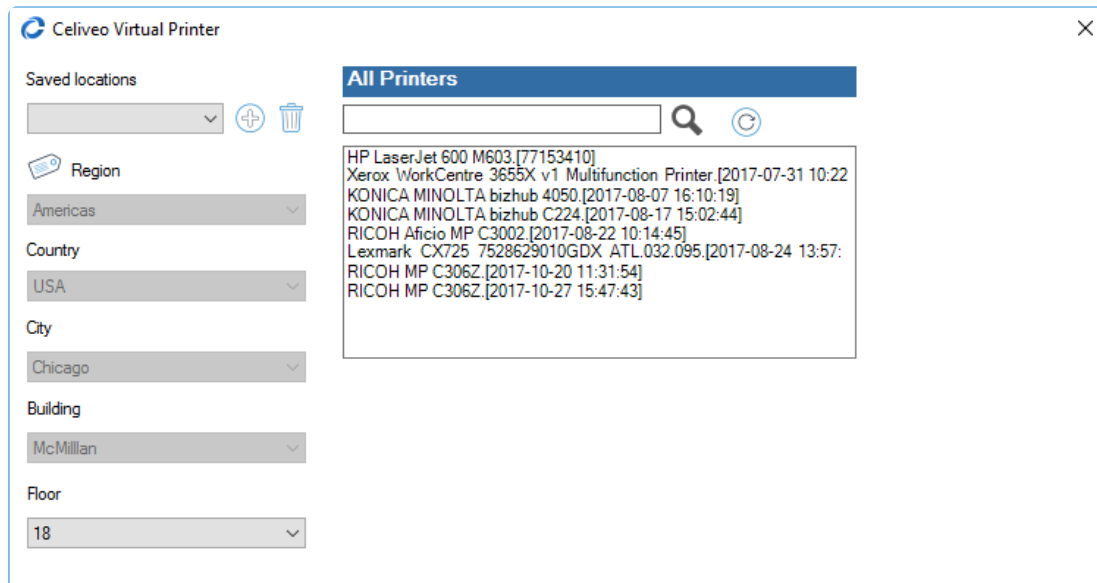 Celiveo Virtual Printer
Saved locations
Region
Americas
Country
USA
City
Chicago
Building
McMilllan
Floor
18
All Printers
HP LaserJet 600 M603.[77153410]
Xerox WorkCentre 3655X v1 Multifunction Printer.[2017-07-31 10:22
KONICA MINOLTA bizhub 4050.[2017-08-07 16:10:19]
KONICA MINOLTA bizhub C224.[2017-08-17 15:02:44]
RICOH Aficio MP C3002.[2017-08-22 10:14:45]
Lexmark CX725 7528629010GDX ATL.032.095.[2017-08-24 13:57:
RICOH MP C306Z.[2017-10-20 11:31:54]
RICOH MP C306Z.[2017-10-27 15:47:43]